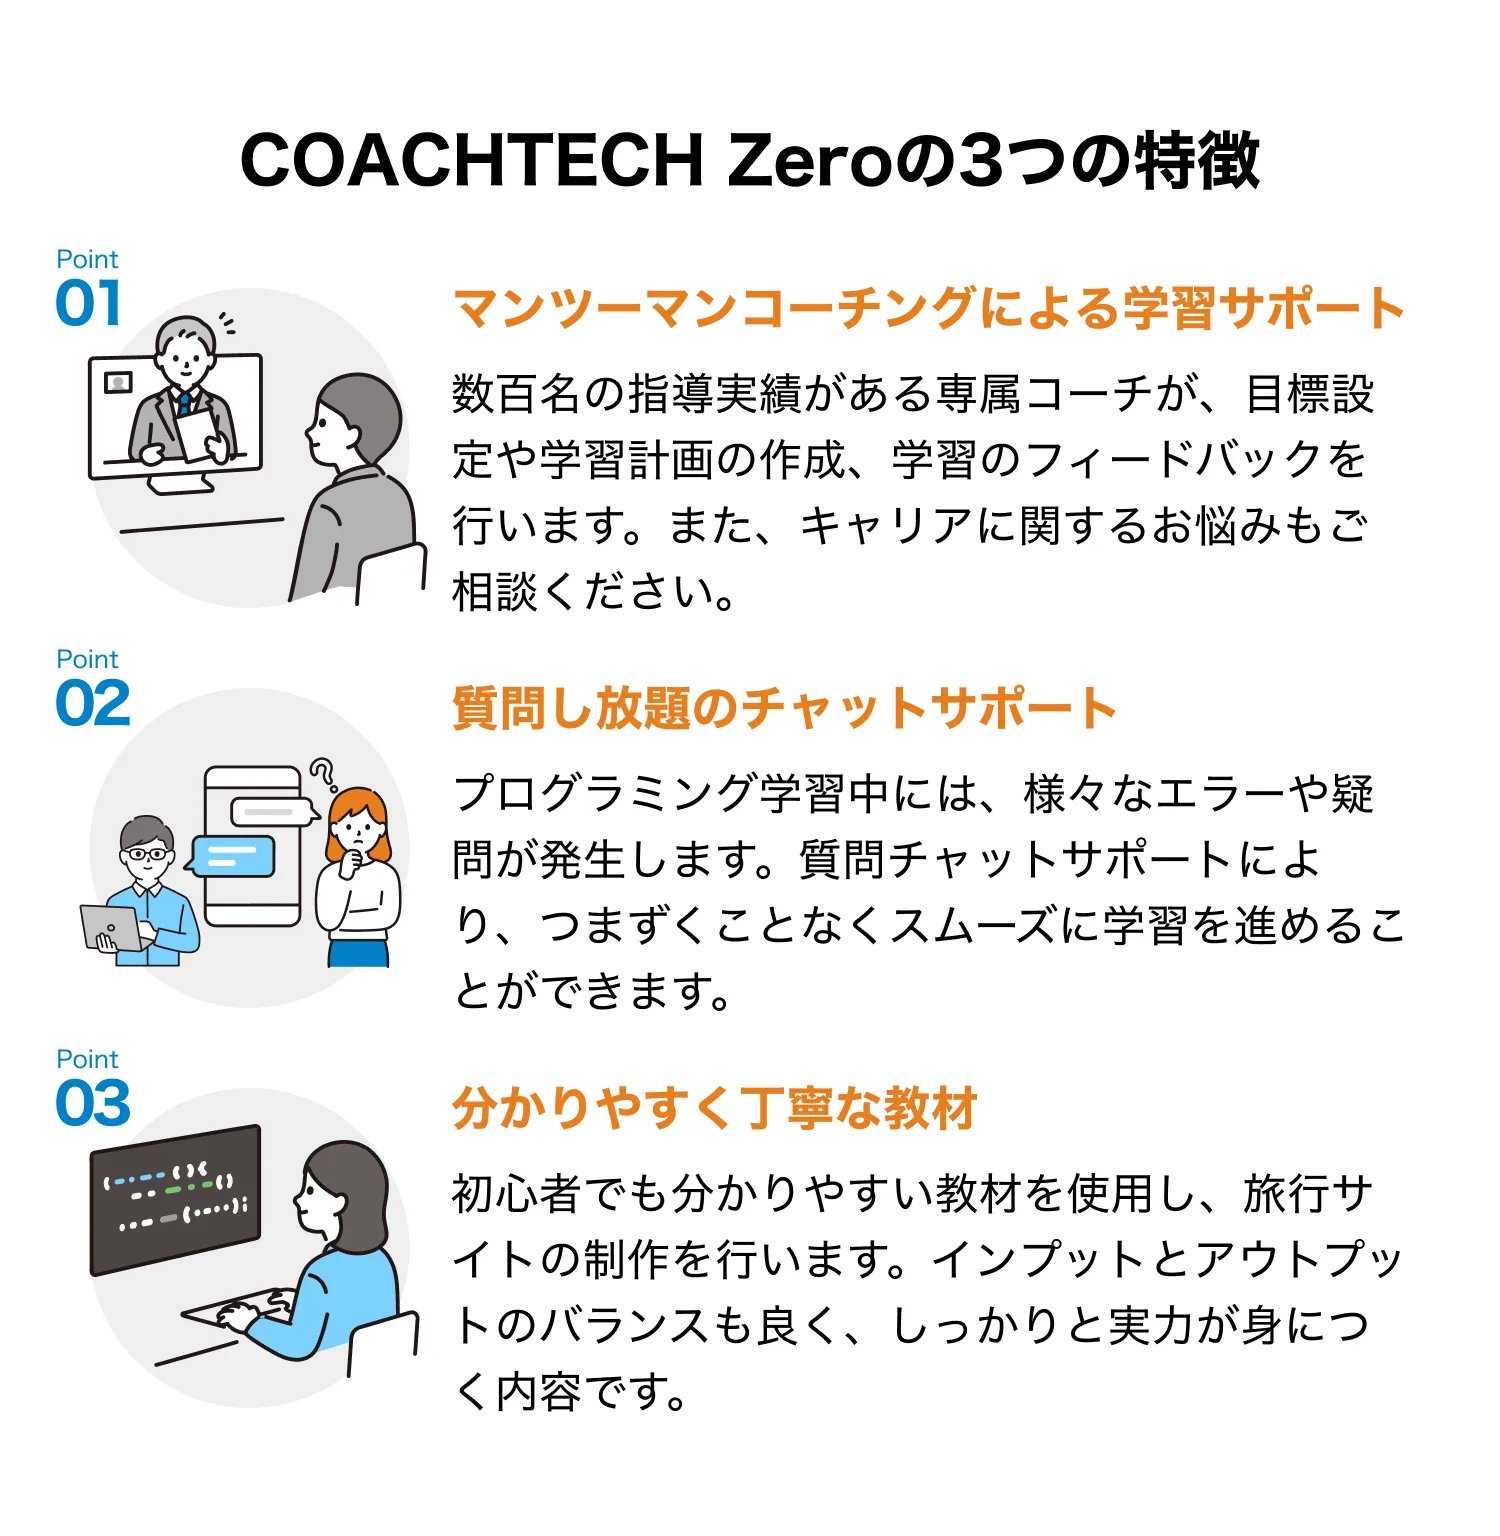 COACHTECH Zeroの3つの特徴
Point
01
マンツーマンコーチングによる学習サポート
数百名の指導実績がある専属コーチが、目標設
定や学習計画の作成、学習のフィードバックを
行います。また、キャリアに関するお悩みもご
相談ください。
Point
02
質問し放題のチャットサポート
プログラミング学習中には、様々なエラーや疑
問が発生します。質問チャットサポートによ
り、つまずくことなくスムーズに学習を進めるこ
とができます。
Point
03
分かりやすく丁寧な教材
初心者でも分かりやすい教材を使用し、旅行サ
イトの制作を行います。インプットとアウトプッ
トのバランスも良く、しっかりと実力が身につ
く内容です。